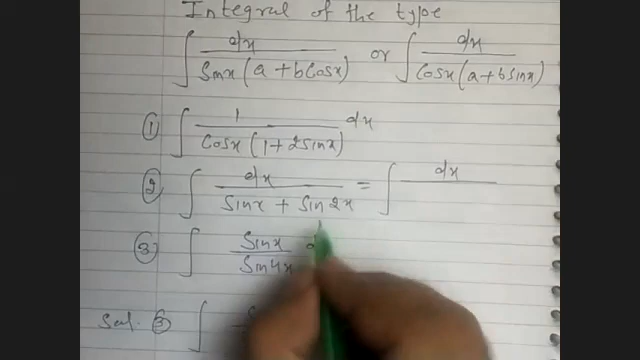 Integral of the type
∫ dx / Sinx(a + bCosx) or ∫ dx / Cosx(a + bSinx)
① ∫ 1 / Cosx(1 + 2Sinx) dx
② ∫ dx / Sinx + Sin2x = ∫ dx
③ ∫ Sinx / Sin4x d
Sol. ③ ∫ S